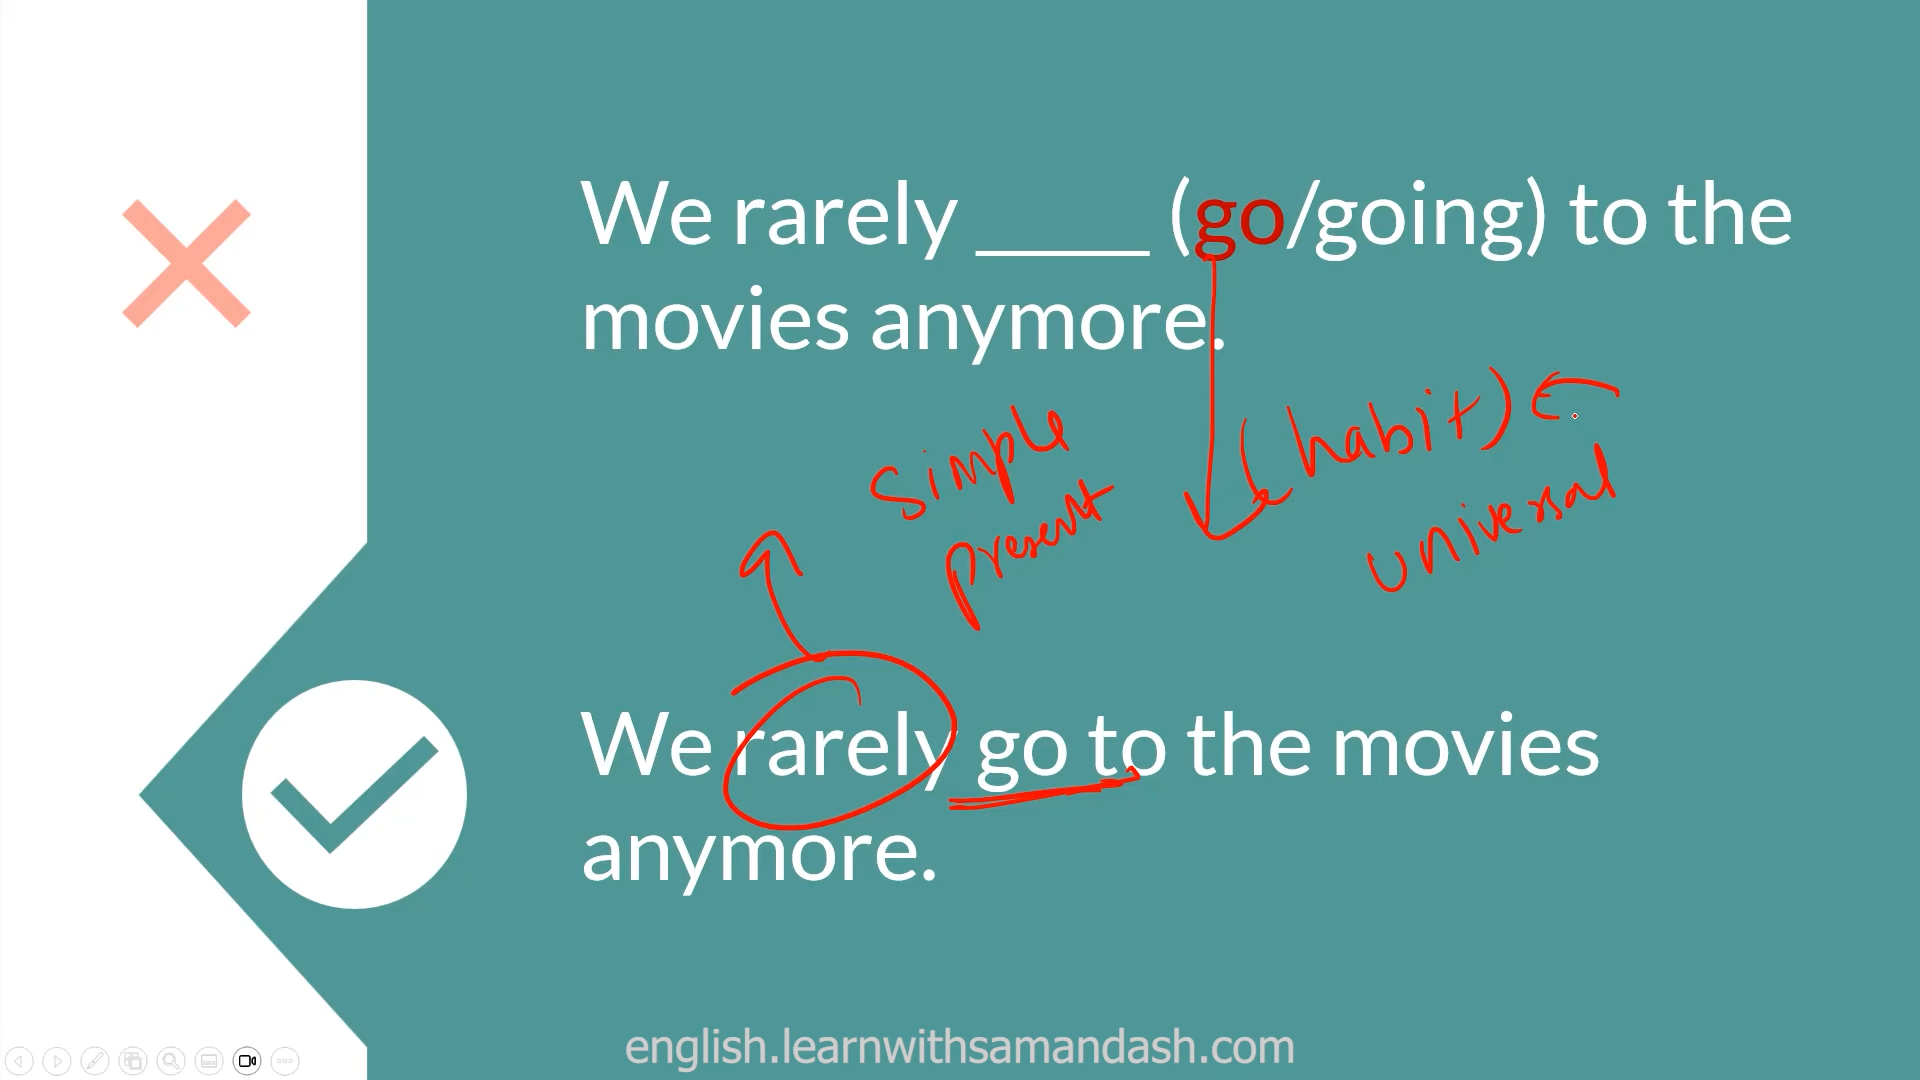 We rarely _____ (go/going) to the
movies anymore.
simple
present
(habit)
universal
We rarely go to the movies
anymore.
english.learnwithsamandash.com